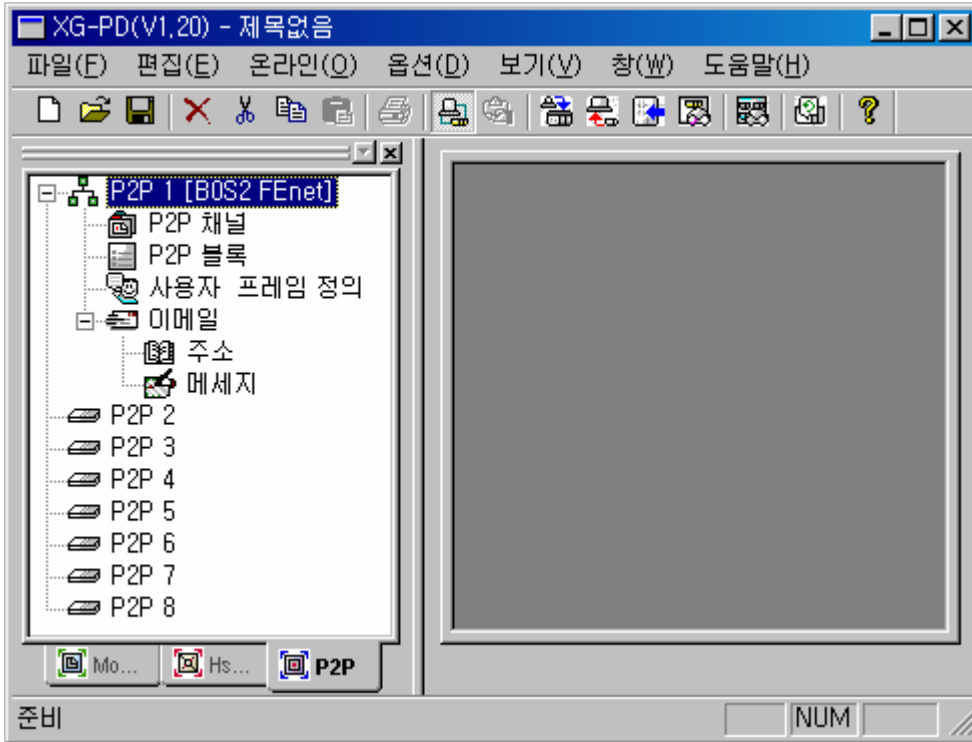 XG-PD(V1,20) - 제목없음
파일(F) 편집(E) 온라인(O) 옵션(D) 보기(V) 창(W) 도움말(H)
P2P 1 [B0S2 FEnet]
P2P 채널
P2P 블록
사용자 프레임 정의
이메일
주소
메세지
P2P 2
P2P 3
P2P 4
P2P 5
P2P 6
P2P 7
P2P 8
Mo... Hs... P2P
준비 NUM